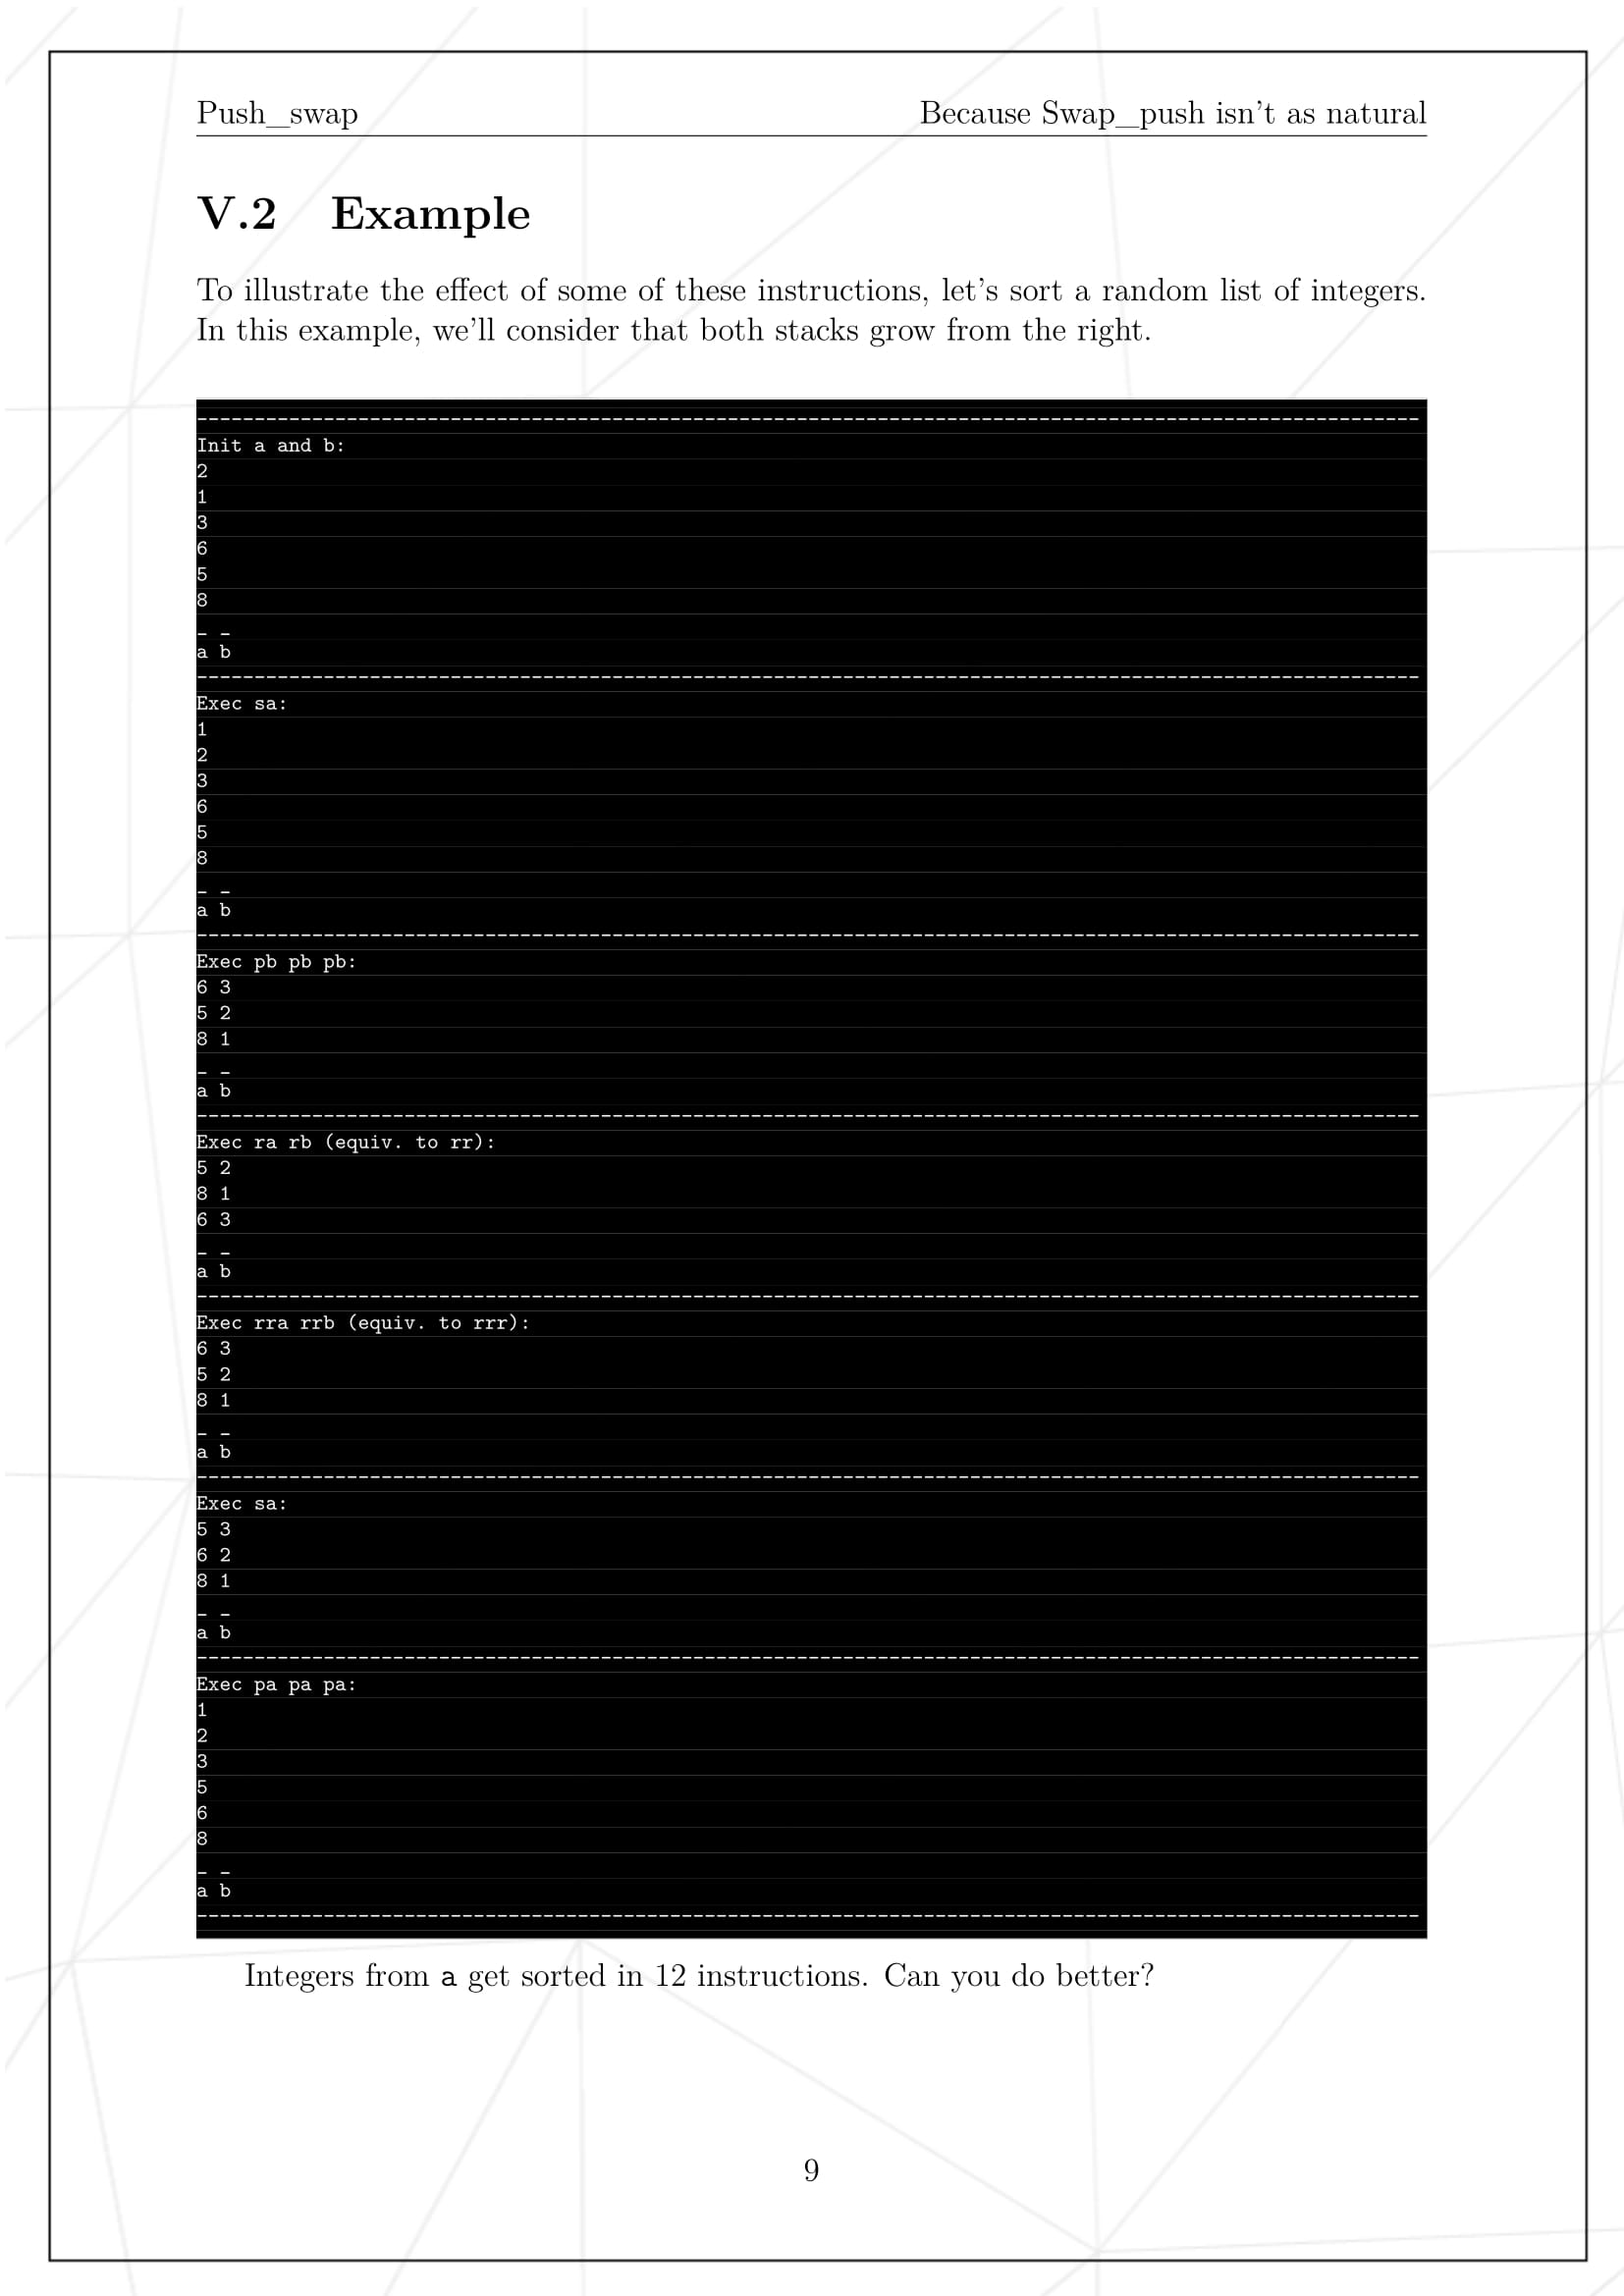 Push_swap Because Swap_push isn't as natural
V.2 Example
To illustrate the effect of some of these instructions, let's sort a random list of integers.
In this example, we'll consider that both stacks grow from the right.
----------------------------------------------------------------------------------------------------------
Init a and b:
2
1
3
6
5
8
_ _
a b
----------------------------------------------------------------------------------------------------------
Exec sa:
1
2
3
6
5
8
_ _
a b
----------------------------------------------------------------------------------------------------------
Exec pb pb pb:
6 3
5 2
8 1
_ _
a b
----------------------------------------------------------------------------------------------------------
Exec ra rb (equiv. to rr):
5 2
8 1
6 3
_ _
a b
----------------------------------------------------------------------------------------------------------
Exec rra rrb (equiv. to rrr):
6 3
5 2
8 1
_ _
a b
----------------------------------------------------------------------------------------------------------
Exec sa:
5 3
6 2
8 1
_ _
a b
----------------------------------------------------------------------------------------------------------
Exec pa pa pa:
1
2
3
5
6
8
_ _
a b
----------------------------------------------------------------------------------------------------------
Integers from a get sorted in 12 instructions. Can you do better?
9